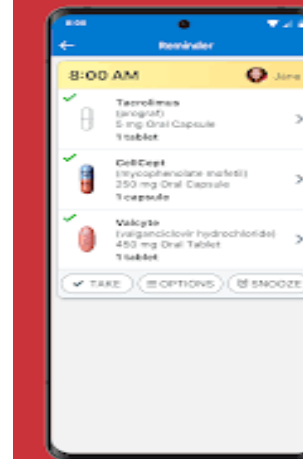 8:00
Reminder
8:00 AM
Jane
Tacrolimus
(prograf)
5 mg Oral Capsule
1 tablet
CellCept
(mycophenolate mofetil)
250 mg Oral Capsule
1 capsule
Valcyte
(valganciclovir hydrochloride)
450 mg Oral Tablet
1 tablet
TAKE
OPTIONS
SNOOZE